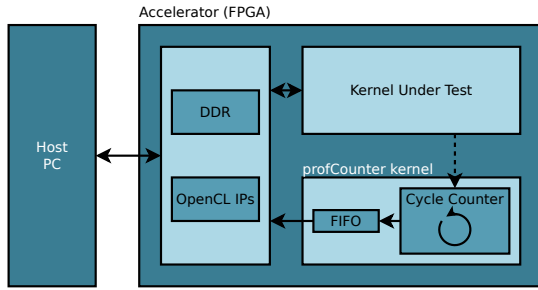 Accelerator (FPGA)
Host
PC
DDR
OpenCL IPs
Kernel Under Test
profCounter kernel
Cycle Counter
FIFO